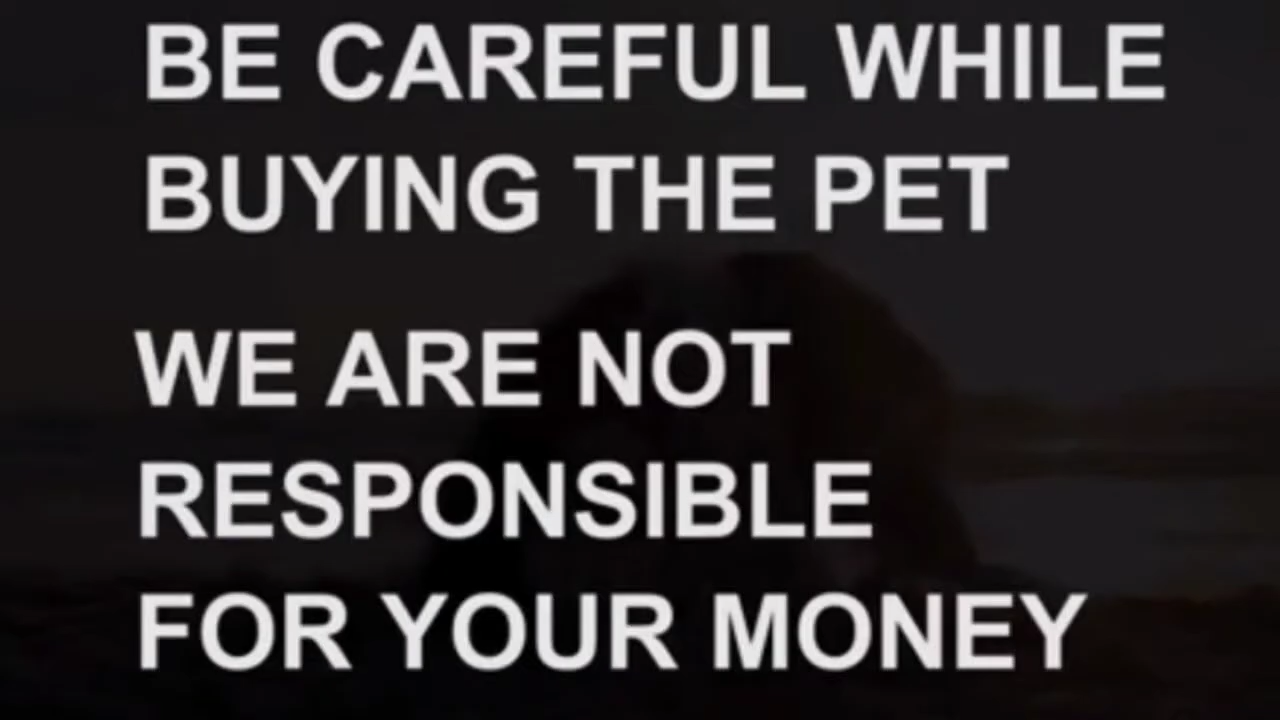 BE CAREFUL WHILE
BUYING THE PET
WE ARE NOT
RESPONSIBLE
FOR YOUR MONEY